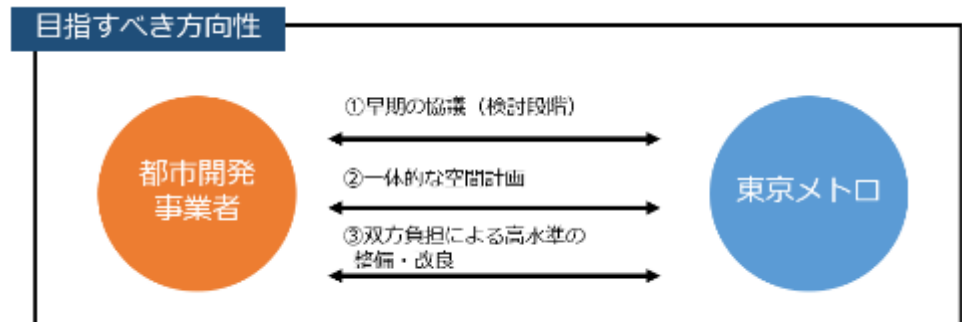 目指すべき方向性
①早期の協議（検討段階）
都市開発
事業者
②一体的な空間計画
東京メトロ
③双方負担による高水準の
整備・改良